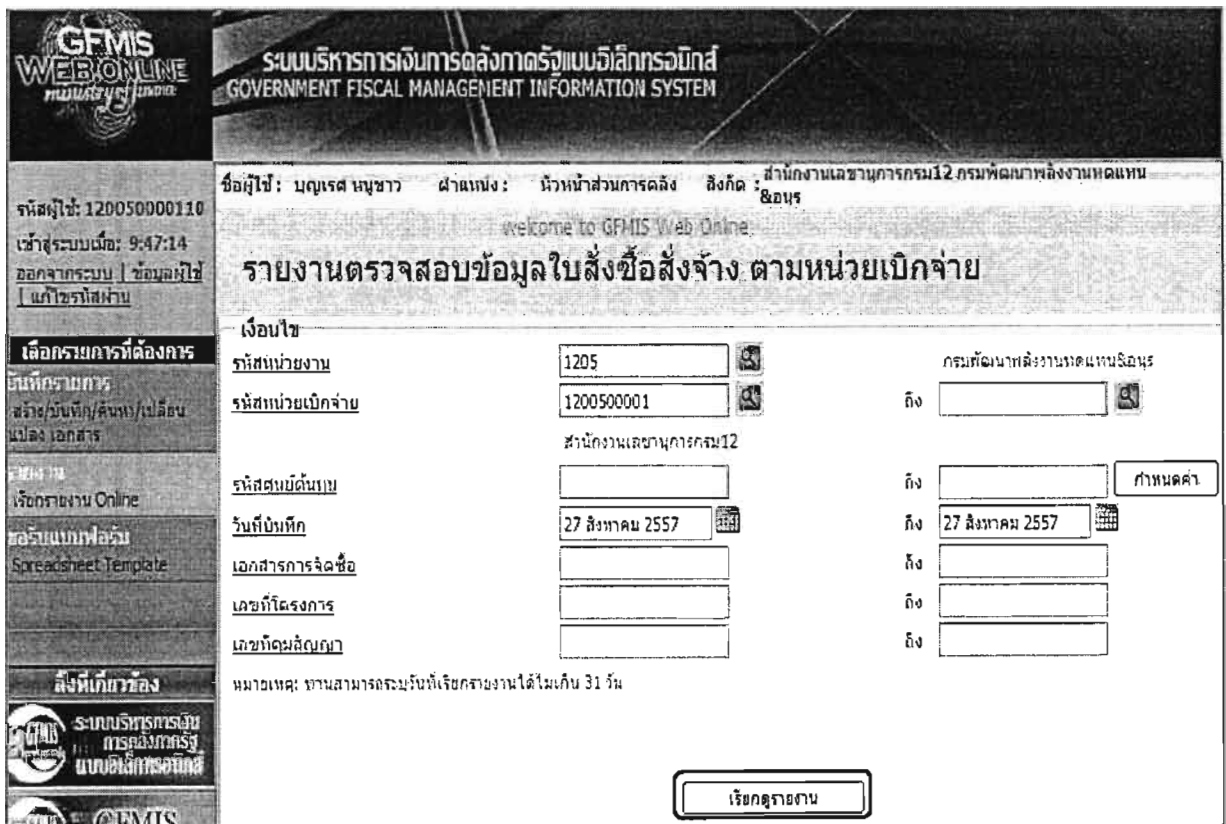 GFMIS
WEB ONLINE
ระบบบริหารการเงินการคลังภาครัฐแบบอิเล็กทรอนิกส์
GOVERNMENT FISCAL MANAGEMENT INFORMATION SYSTEM
ชื่อผู้ใช้ : บุญเรศ หนูขาว ตำแหน่ง : หัวหน้าส่วนการคลัง สังกัด : สำนักงานเลขานุการกรม12 กรมพัฒนาพลังงานทดแทน
&อนุร
รหัสผู้ใช้: 120050000110
เข้าสู่ระบบเมื่อ: 9:47:14
ออกจากระบบ | ข้อมูลผู้ใช้
| แก้ไขรหัสผ่าน
welcome to GFMIS Web Online
รายงานตรวจสอบข้อมูลใบสั่งซื้อสั่งจ้าง ตามหน่วยเบิกจ่าย
เลือกรายการที่ต้องการ
บันทึกรายการ
สร้าง/บันทึก/ค้นหา/เปลี่ยน
แปลง เอกสาร
รายงาน
เรียกรายงาน Online
ขอรับแบบฟอร์ม
Spreadsheet Template
สิ่งที่เกี่ยวข้อง
GFMIS
ระบบบริหารการเงิน
การคลังภาครัฐ
แบบอิเล็กทรอนิกส์
GFMIS
เงื่อนไข
รหัสหน่วยงาน 1205 กรมพัฒนาพลังงานทดแทน&อนุร
รหัสหน่วยเบิกจ่าย 1200500001 ถึง
สำนักงานเลขานุการกรม12
รหัสศูนย์ต้นทุน ถึง กำหนดค่า
วันที่บันทึก 27 สิงหาคม 2557 ถึง 27 สิงหาคม 2557
เอกสารการจัดซื้อ ถึง
เลขที่โครงการ ถึง
เลขที่คุมสัญญา ถึง
หมายเหตุ: ท่านสามารถระบุวันที่เรียกรายงานได้ไม่เกิน 31 วัน
เรียกดูรายงาน